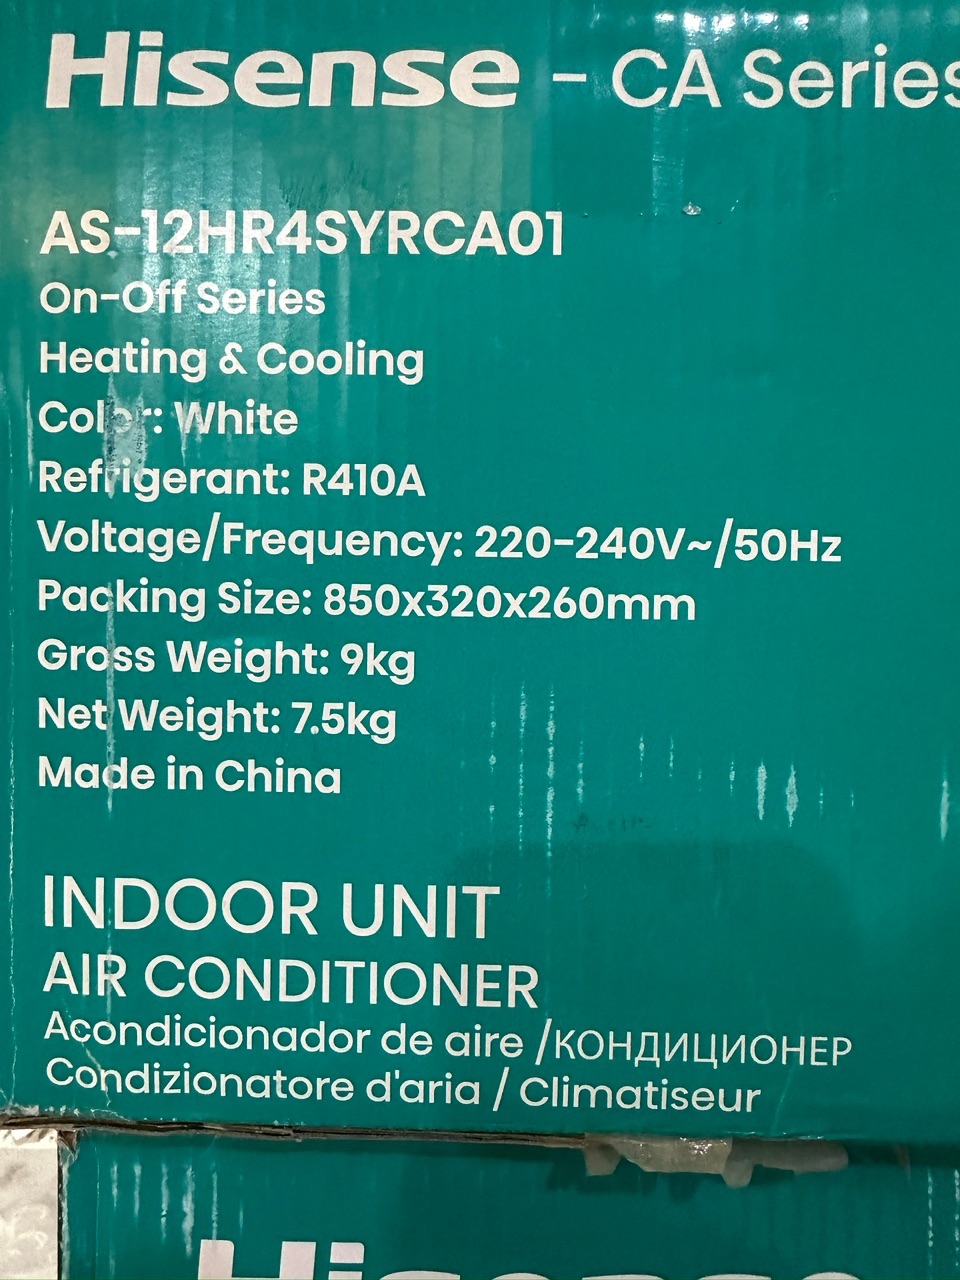 Hisense - CA Series
AS-12HR4SYRCA01
On-Off Series
Heating & Cooling
Color: White
Refrigerant: R410A
Voltage/Frequency: 220-240V~/50Hz
Packing Size: 850x320x260mm
Gross Weight: 9kg
Net Weight: 7.5kg
Made in China
INDOOR UNIT
AIR CONDITIONER
Acondicionador de aire /КОНДИЦИОНЕР
Condizionatore d'aria / Climatiseur
Hisense